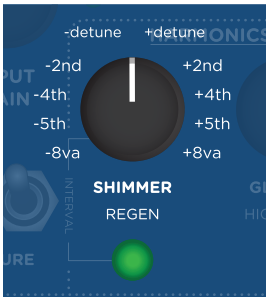 -detune +detune
HARMONICS
-2nd +2nd
-4th +4th
-5th +5th
-8va +8va
INTERVAL
SHIMMER
REGEN